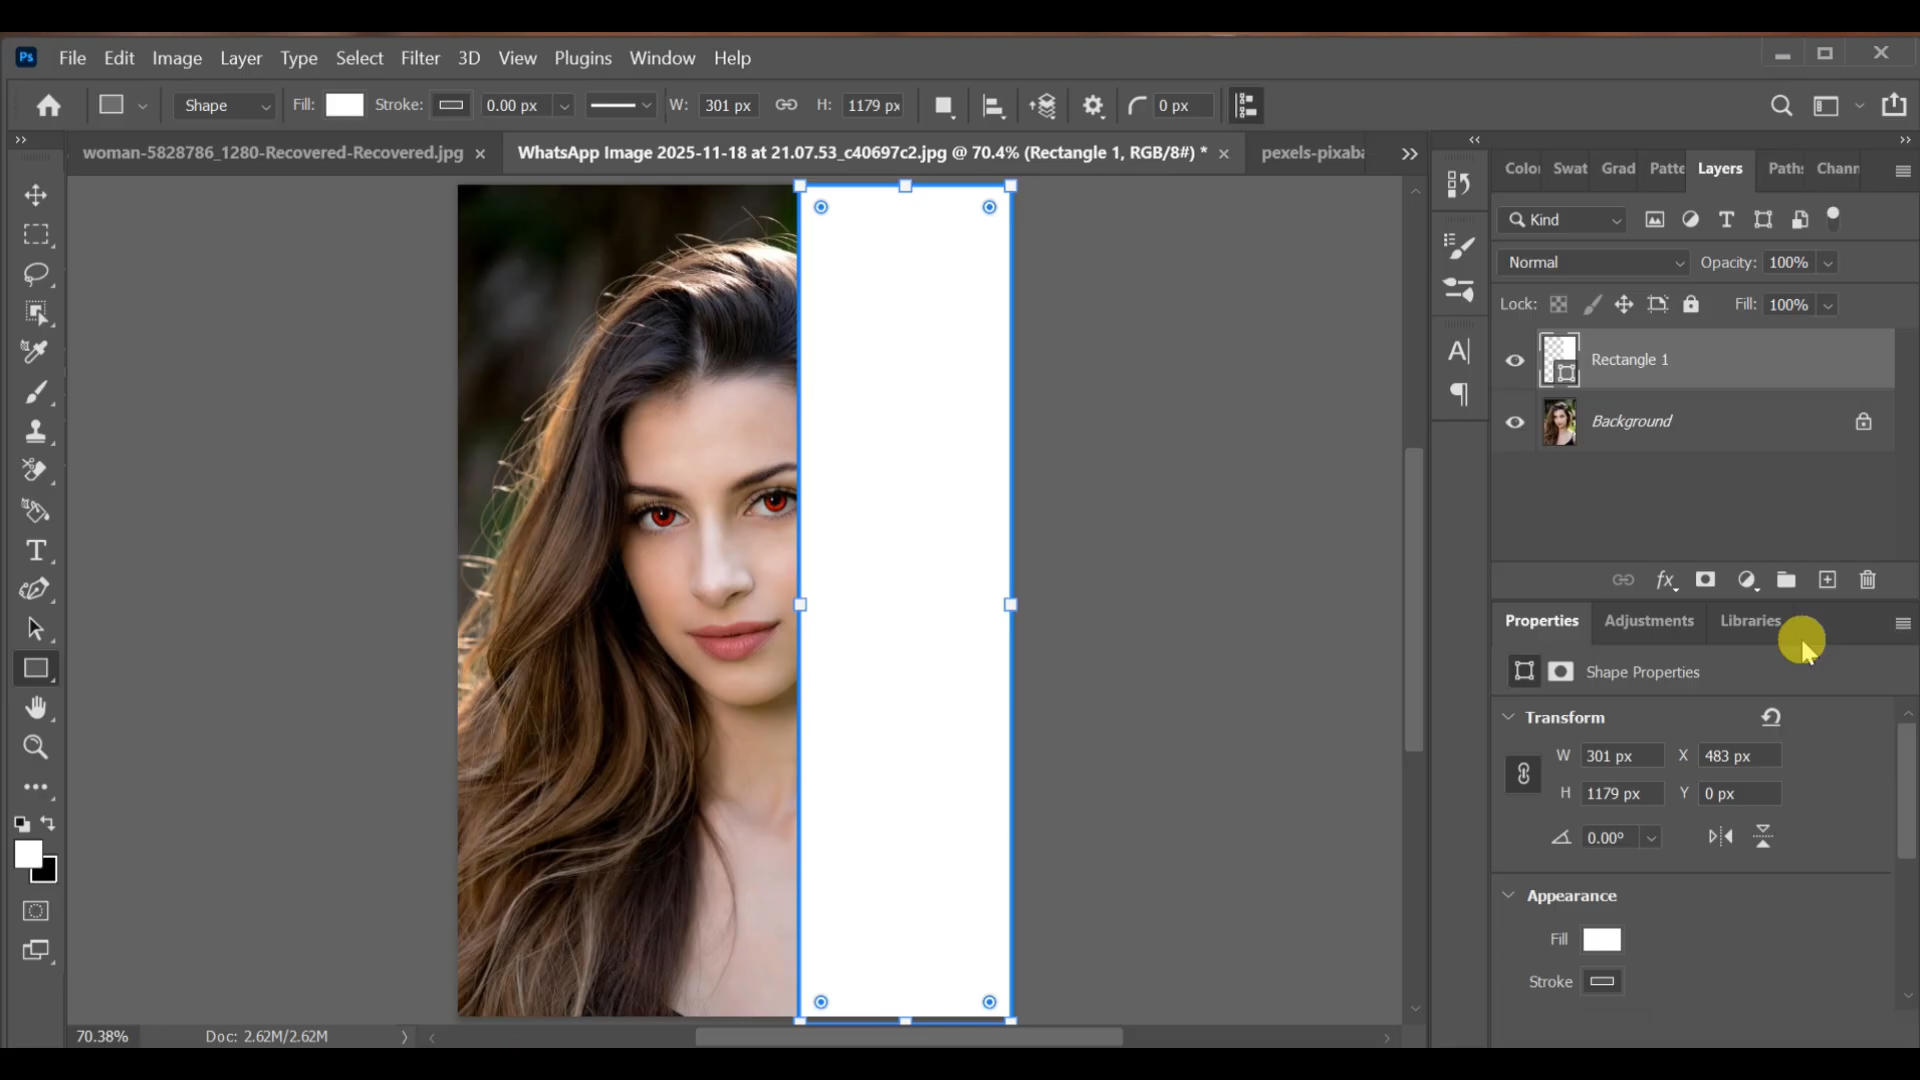 Ps File Edit Image Layer Type Select Filter 3D View Plugins Window Help
Shape Fill: Stroke: 0.00 px W: 301 px H: 1179 px 0 px
woman-5828786_1280-Recovered-Recovered.jpg × WhatsApp Image 2025-11-18 at 21.07.53_c40697c2.jpg @ 70.4% (Rectangle 1, RGB/8#) * × pexels-pixaba
Color Swat Grad Patte Layers Paths Chann
Kind
Normal Opacity: 100%
Lock: Fill: 100%
Rectangle 1
Background
Properties Adjustments Libraries
Shape Properties
Transform
W 301 px X 483 px
H 1179 px Y 0 px
0.00°
Appearance
Fill
Stroke
70.38% Doc: 2.62M/2.62M